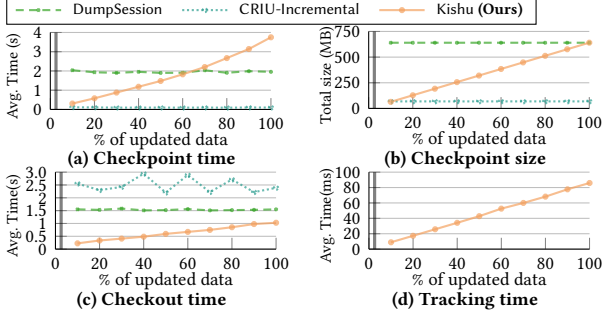 DumpSession CRIU-Incremental Kishu (Ours)
Avg. Time (s)
4
3
2
1
0
0 20 40 60 80 100
% of updated data
(a) Checkpoint time
Total size (MB)
750
500
250
0
0 20 40 60 80 100
% of updated data
(b) Checkpoint size
Avg. Time(s)
3.0
2.5
2
1.5
1
0.5
0
0 20 40 60 80 100
% of updated data
(c) Checkout time
Avg. Time(ms)
100
80
60
40
20
0
0 20 40 60 80 100
% of updated data
(d) Tracking time